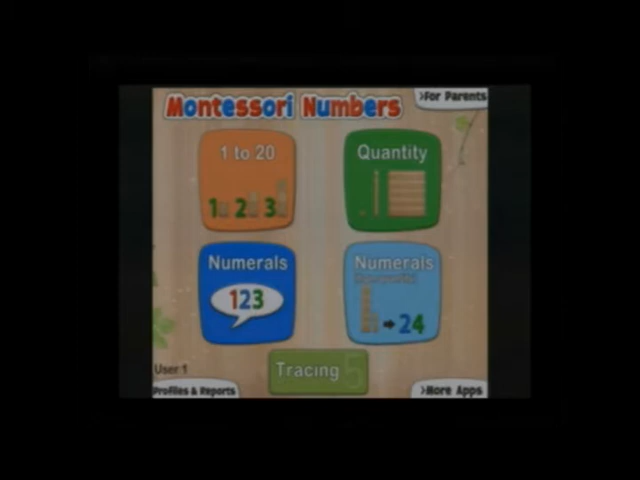 Montessori Numbers
>For Parents
1 to 20
1 2 3
Quantity
Numerals
123
Numerals
24
Tracing 5
User 1
Profiles & Reports
>More Apps